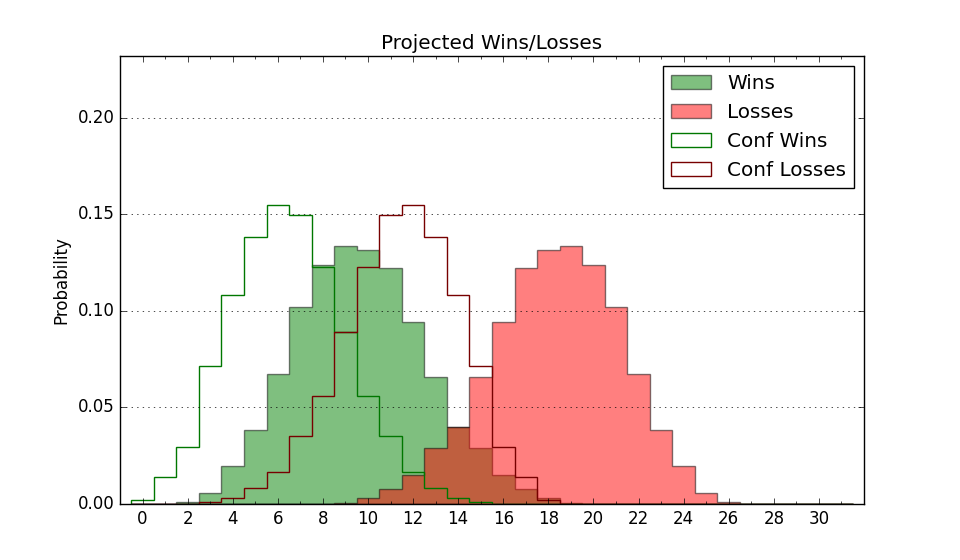 Projected Wins/Losses
Wins
Losses
Conf Wins
Conf Losses
Probability
0.20
0.15
0.10
0.05
0.00
0 2 4 6 8 10 12 14 16 18 20 22 24 26 28 30